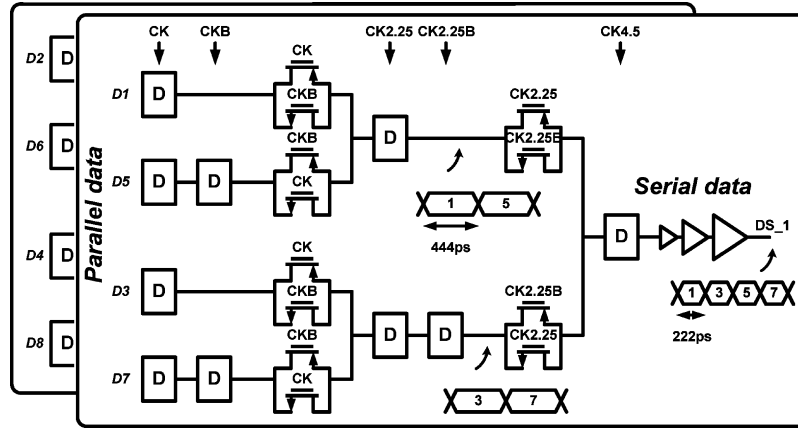 CK CKB CK2.25 CK2.25B CK4.5
D2 D
D1 D
CK
CKB
D
CK2.25
CK2.25B
D6 D
D5 D D
CKB
CK
1 5
444ps
Parallel data
Serial data
D
DS_1
D4 D
D3 D
CK
CKB
D D
CK2.25B
CK2.25
1 3 5 7
222ps
D8 D
D7 D D
CKB
CK
3 7